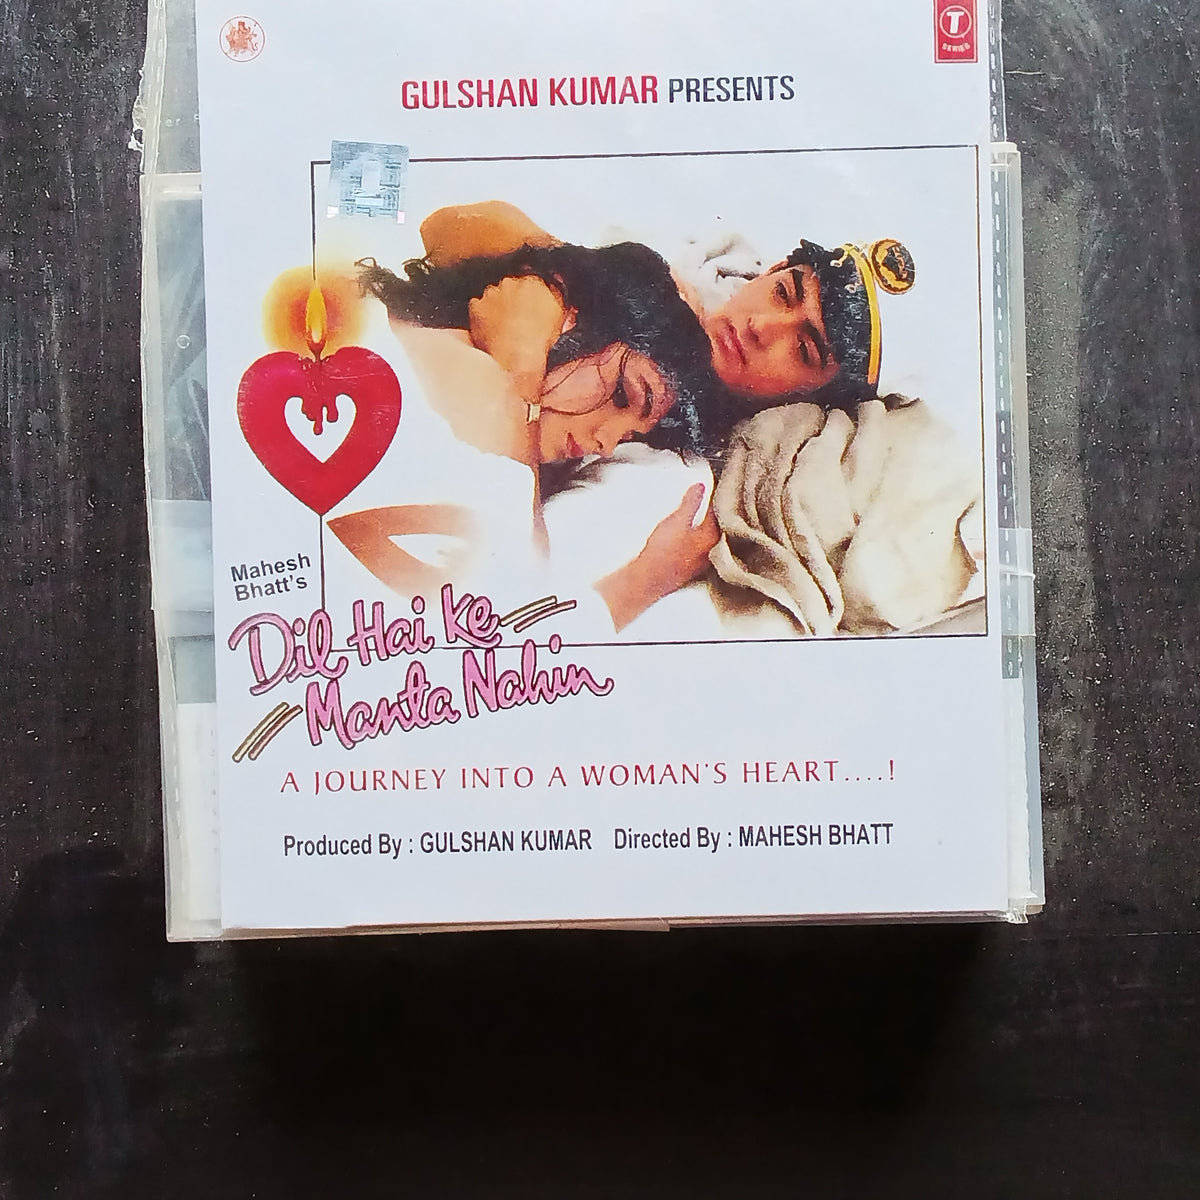 T
SERIES
GULSHAN KUMAR PRESENTS
Mahesh
Bhatt's
Dil Hai Ke
Manta Nahin
A JOURNEY INTO A WOMAN'S HEART....!
Produced By : GULSHAN KUMAR Directed By : MAHESH BHATT